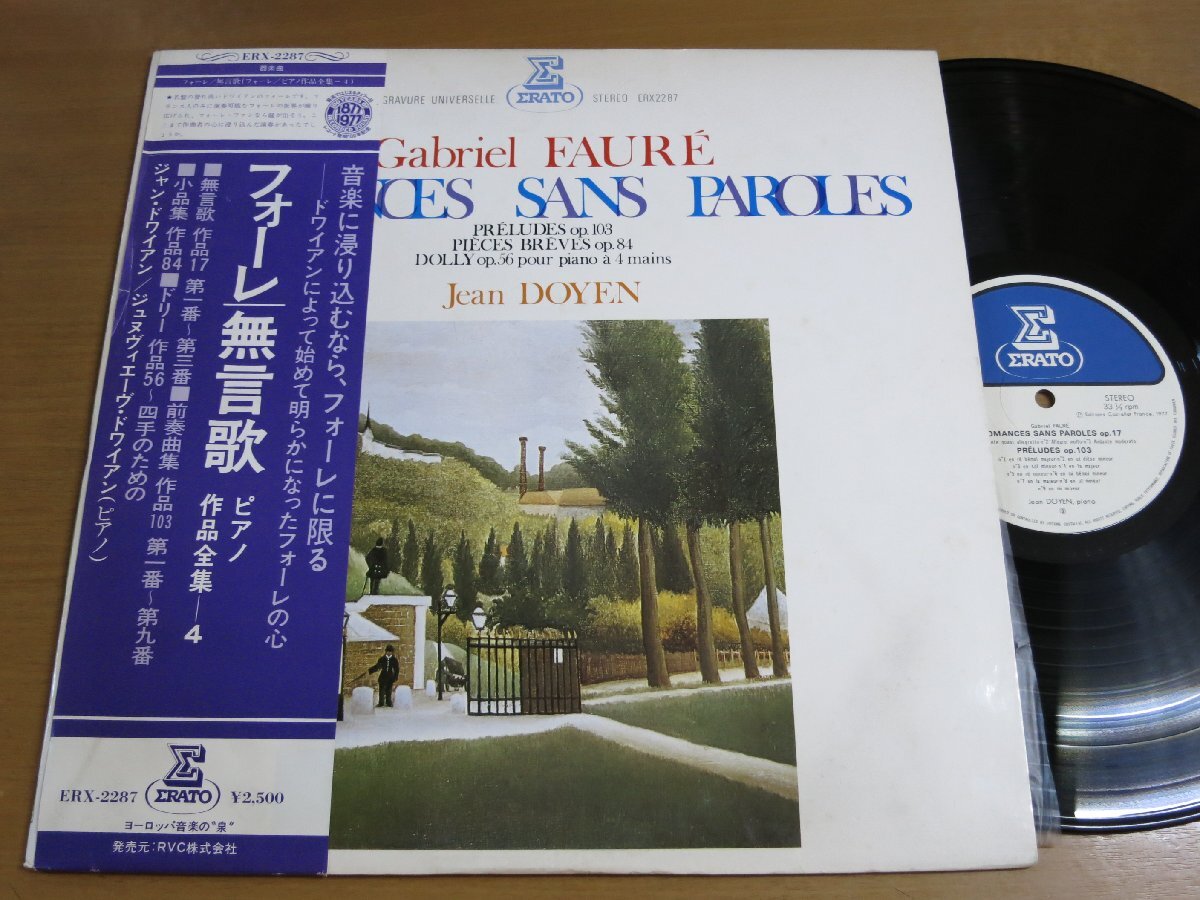 ERX-2287
器楽曲
フォーレ/無言歌(フォーレ/ピアノ作品全集-4)
1877
1977
音楽に浸り込むなら、フォーレに限る
——ドワイアンによって始めて明らかになったフォーレの心
フォーレ/無言歌 ピアノ作品全集—4
■無言歌 作品17 第一番~第三番■前奏曲集 作品103 第一番~第九番
■小品集 作品84■ドリー 作品56~四手のための
ジャン・ドワイアン/ジュヌヴィエーヴ・ドワイアン(ピアノ)
ERX-2287
ERATO
¥2,500
ヨーロッパ音楽の"泉"
発売元:RVC株式会社
GRAVURE UNIVERSELLE
ERATO
STEREO ERX2287
Gabriel FAURÉ
NCES SANS PAROLES
PRÉLUDES op.103
PIÈCES BRÈVES op.84
DOLLY op.56 pour piano à 4 mains
Jean DOYEN
ERATO
STEREO
33 ⅓ rpm
Gabriel FAURÉ
OMANCES SANS PAROLES op.17
PRÉLUDES op.103
Jean DOYEN, piano